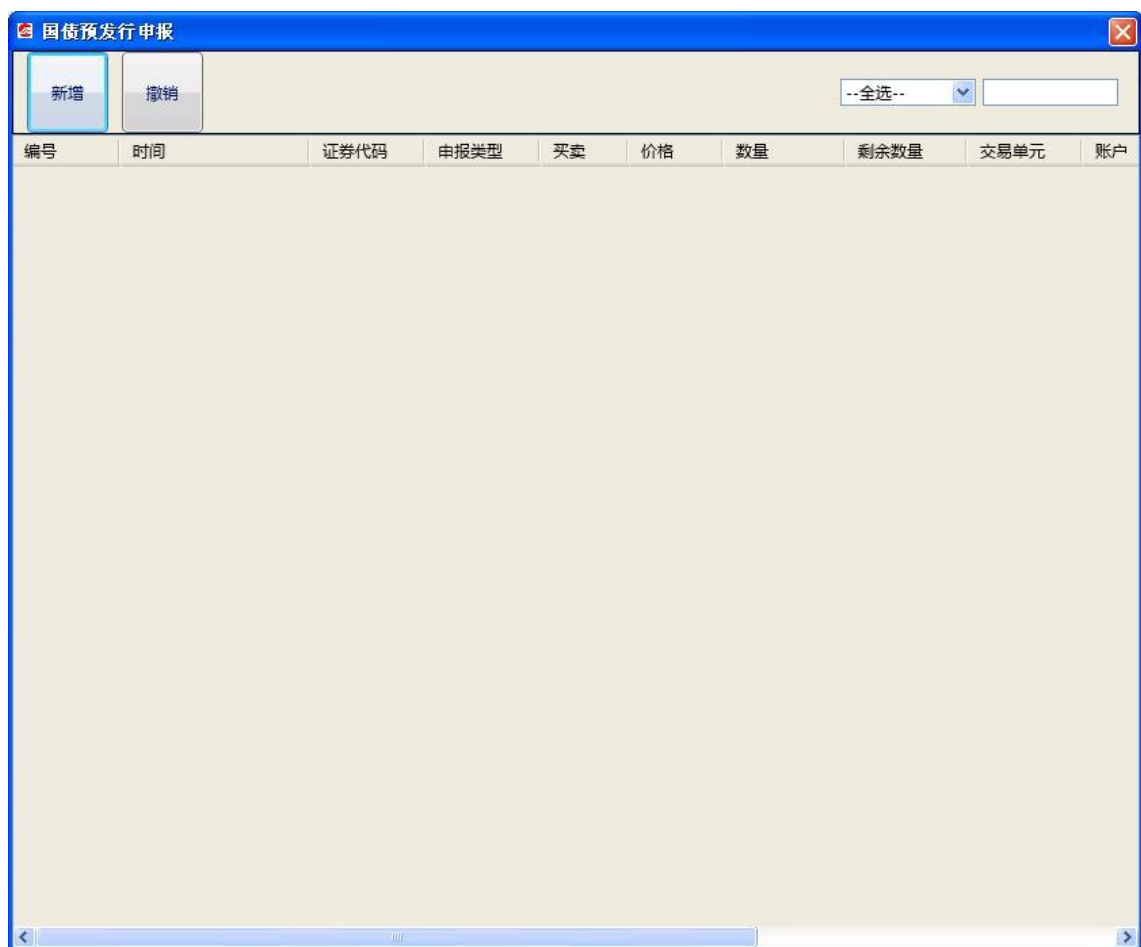 国债预发行申报
新增 撤销 --全选--
编号 时间 证券代码 申报类型 买卖 价格 数量 剩余数量 交易单元 账户